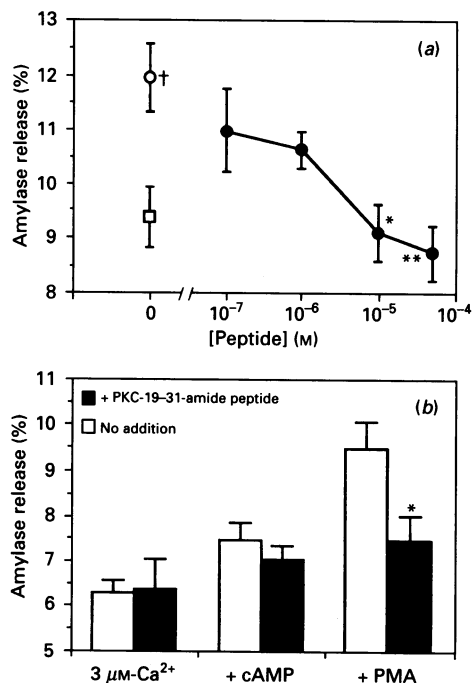 (a)
Amylase release (%)
13
12
11
10
9
8
†
*
**
0
10⁻⁷
10⁻⁶
10⁻⁵
10⁻⁴
[Peptide] (M)
(b)
Amylase release (%)
11
10
9
8
7
6
5
+ PKC-19–31-amide peptide
No addition
*
3 μM-Ca²⁺
+ cAMP
+ PMA